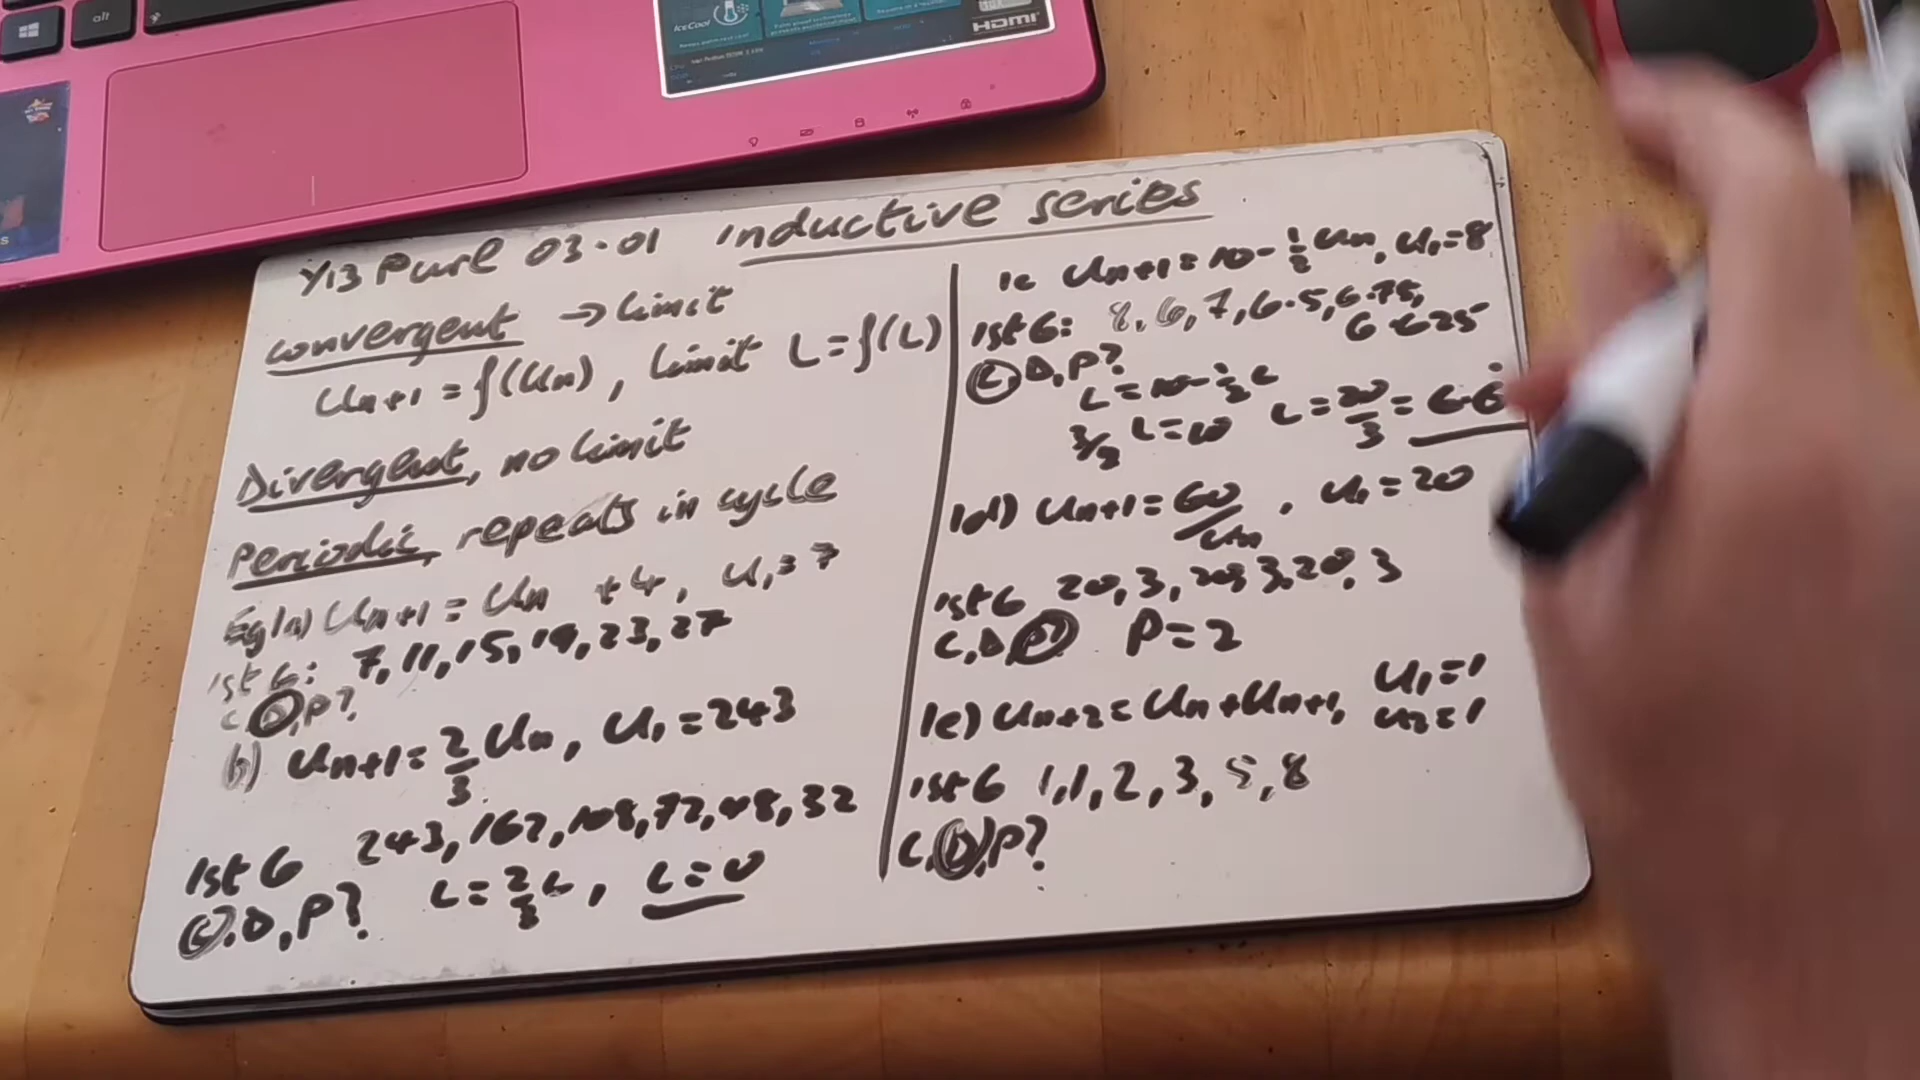 alt
IceCool
HDMI
Y13 Pure 03.01 inductive series
convergent → limit
Un+1 = f(Un), limit L = f(L)
Divergent, no limit
Periodic, repeats in cycle
Eg 1a) Un+1 = Un + 4, U1 = 7
1st 6: 7, 11, 15, 19, 23, 27
C, D, P?
b) Un+1 = 2/3 Un, U1 = 243
1st 6 243, 162, 108, 72, 48, 32
C, D, P? L = 2/3 L, L = 0
1c Un+1 = 10 - 1/2 Un, U1 = 8
1st 6: 8, 6, 7, 6.5, 6.75,
6.625
C, D, P?
L = 10 - 1/2 L
3/2 L = 10 L = 20/3 = 6.6̇
1d) Un+1 = 60/Un, U1 = 20
1st 6 20, 3, 20, 3, 20, 3
C, D, P? P = 2
1e) Un+2 = Un + Un+1, U1 = 1
U2 = 1
1st 6 1, 1, 2, 3, 5, 8
C, D, P?